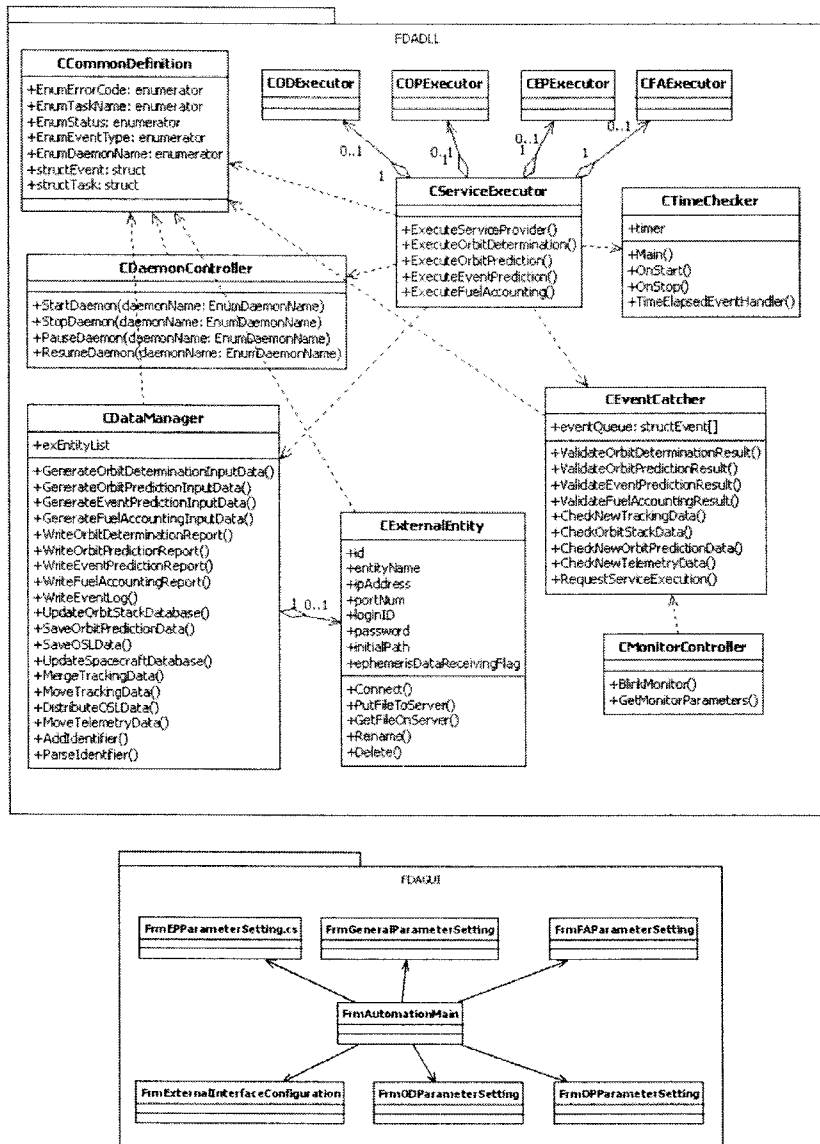 FDADLL
CCommonDefinition
+EnumErrorCode: enumerator
+EnumTaskName: enumerator
+EnumStatus: enumerator
+EnumEventType: enumerator
+EnumDaemonName: enumerator
+structEvent: struct
+structTask: struct
CODExecutor
COPExecutor
CEPExecutor
CFAExecutor
0..1
0..1
0..1
0..1
1
1
1
1
CServiceExecutor
+ExecuteServiceProvider()
+ExecuteOrbitDetermination()
+ExecuteOrbitPrediction()
+ExecuteEventPrediction()
+ExecuteFuelAccounting()
CTimeChecker
+timer
+Main()
+OnStart()
+OnStop()
+TimeElapsedEventHandler()
CDaemonController
+StartDaemon(daemonName: EnumDaemonName)
+StopDaemon(daemonName: EnumDaemonName)
+PauseDaemon(daemonName: EnumDaemonName)
+ResumeDaemon(daemonName: EnumDaemonName)
CDataManager
+exEntityList
+GenerateOrbitDeterminationInputData()
+GenerateOrbitPredictionInputData()
+GenerateEventPredictionInputData()
+GenerateFuelAccountingInputData()
+WriteOrbitDeterminationReport()
+WriteOrbitPredictionReport()
+WriteEventPredictionReport()
+WriteFuelAccountingReport()
+WriteEventLog()
+UpdateOrbitStackDatabase()
+SaveOrbitPredictionData()
+SaveOSLData()
+UpdateSpacecraftDatabase()
+MergeTrackingData()
+MoveTrackingData()
+DistributeOSLData()
+MoveTelemetryData()
+AddIdentifier()
+ParseIdentfier()
1
0..1
CExternalEntity
+id
+entityName
+ipAddress
+portNum
+loginID
+password
+initialPath
+ephemerisDataReceivingFlag
+Connect()
+PutFileToServer()
+GetFileOnServer()
+Rename()
+Delete()
CEventCatcher
+eventQueue: structEvent[]
+ValidateOrbitDeterminationResult()
+ValidateOrbitPredictionResult()
+ValidateEventPredictionResult()
+ValidateFuelAccountingResult()
+CheckNewTrackingData()
+CheckOrbitStackData()
+CheckNewOrbitPredictionData()
+CheckNewTelemetryData()
+RequestServiceExecution()
CMonitorController
+BlinkMonitor()
+GetMonitorParameters()
FDAGUI
FrmEPParameterSetting.cs
FrmGeneralParameterSetting
FrmFAParameterSetting
FrmAutomationMain
FrmExternalInterfaceConfiguration
FrmODParameterSetting
FrmOPParameterSetting